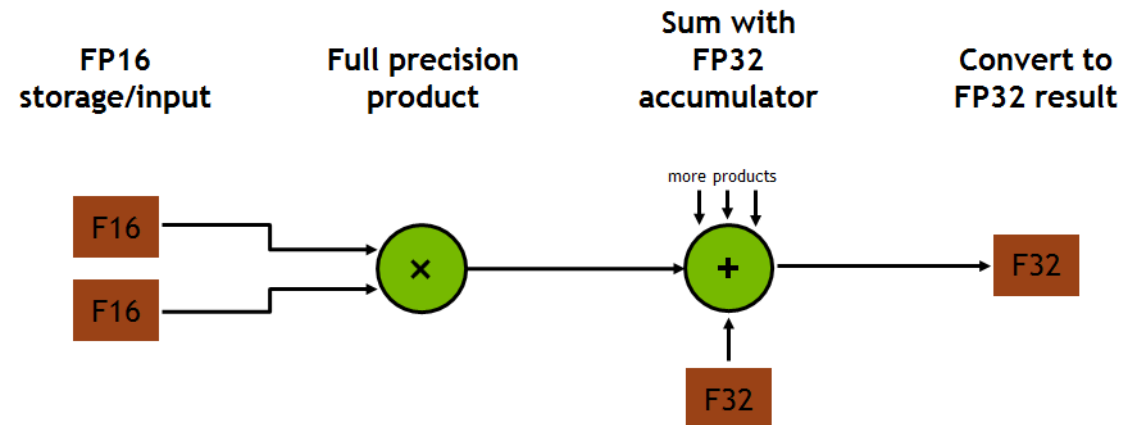 FP16
storage/input
Full precision
product
Sum with
FP32
accumulator
Convert to
FP32 result
more products
F16
F16
×
+
F32
F32